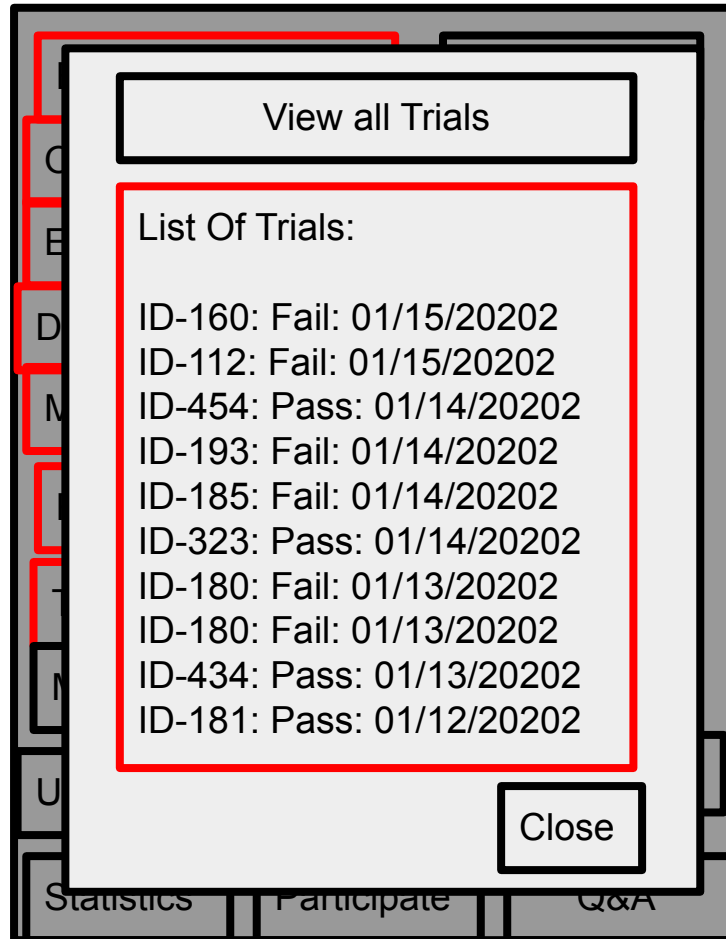 View all Trials
List Of Trials:
ID-160: Fail: 01/15/20202
ID-112: Fail: 01/15/20202
ID-454: Pass: 01/14/20202
ID-193: Fail: 01/14/20202
ID-185: Fail: 01/14/20202
ID-323: Pass: 01/14/20202
ID-180: Fail: 01/13/20202
ID-180: Fail: 01/13/20202
ID-434: Pass: 01/13/20202
ID-181: Pass: 01/12/20202
Close
Statistics Participate Q&A